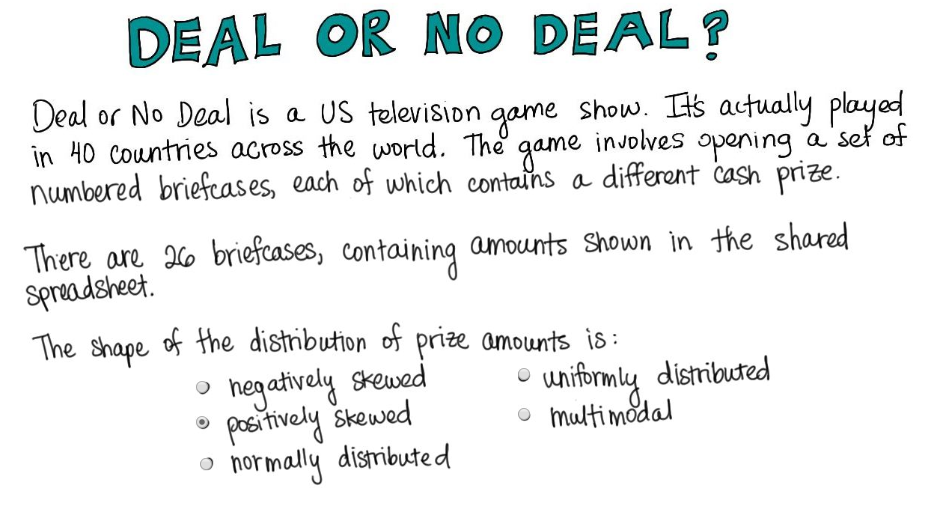 DEAL OR NO DEAL?
Deal or No Deal is a US television game show. It's actually played
in 40 countries across the world. The game involves opening a set of
numbered briefcases, each of which contains a different cash prize.
There are 26 briefcases, containing amounts shown in the shared
spreadsheet.
The shape of the distribution of prize amounts is:
negatively skewed
positively skewed
normally distributed
uniformly distributed
multimodal